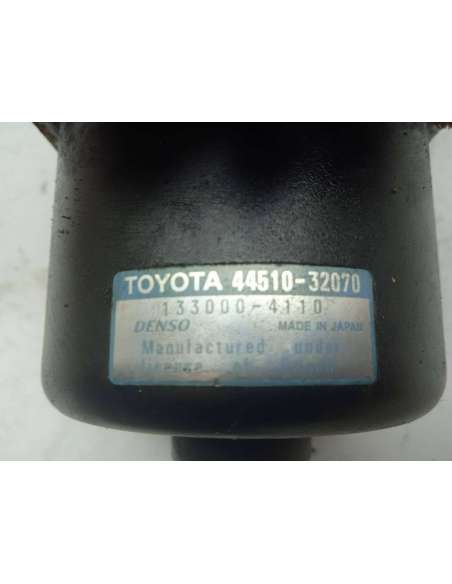 TOYOTA 44510-32070
133000-4110
DENSO MADE IN JAPAN
Manufactured under